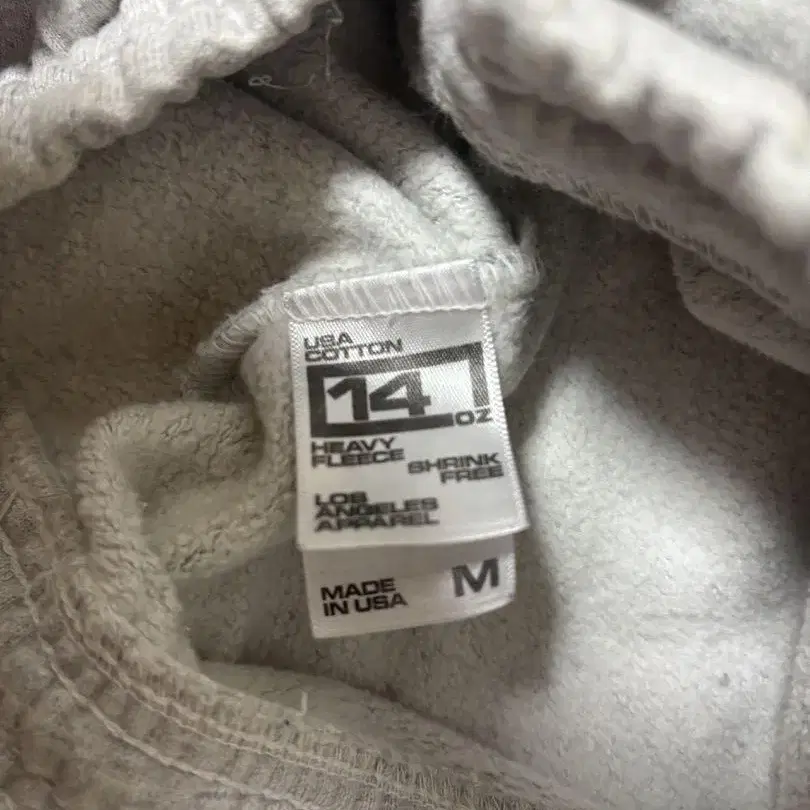 USA
COTTON
14
OZ
HEAVY
FLEECE
SHRINK
FREE
LOS
ANGELES
APPAREL
MADE
IN USA
M